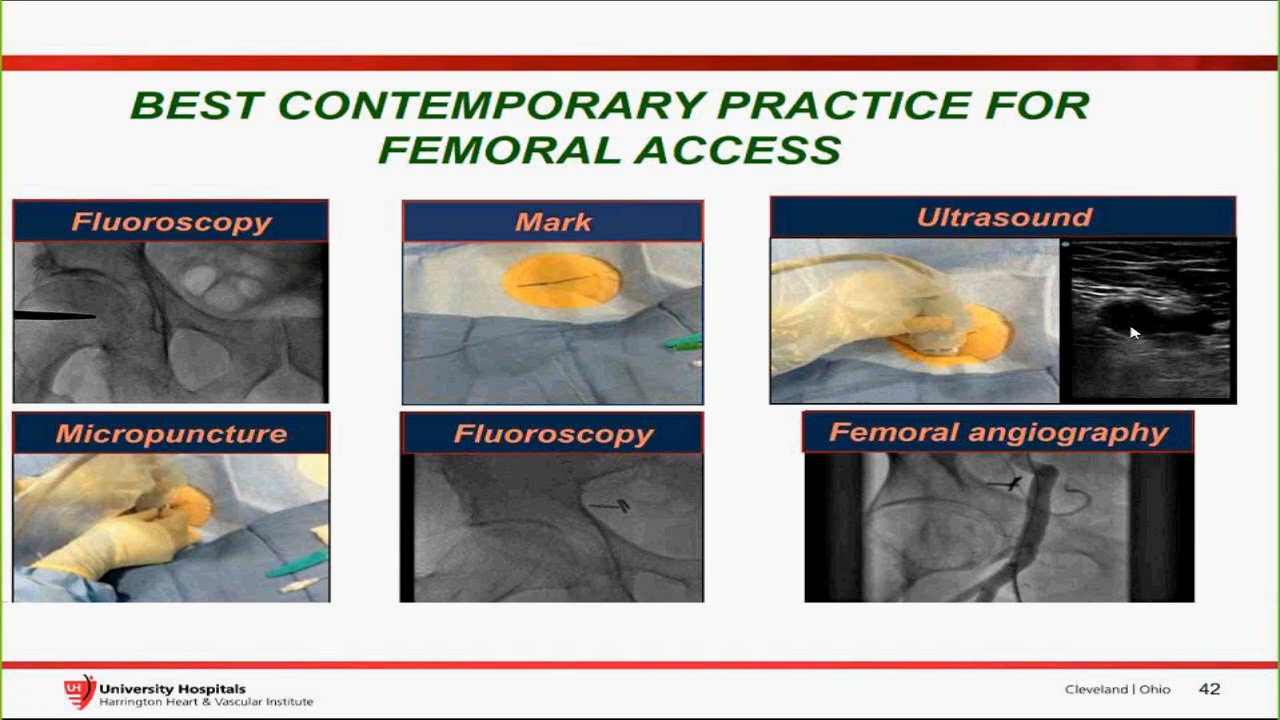 BEST CONTEMPORARY PRACTICE FOR
FEMORAL ACCESS
Fluoroscopy
Mark
Ultrasound
Micropuncture
Fluoroscopy
Femoral angiography
UH
University Hospitals
Harrington Heart & Vascular Institute
Cleveland | Ohio
42